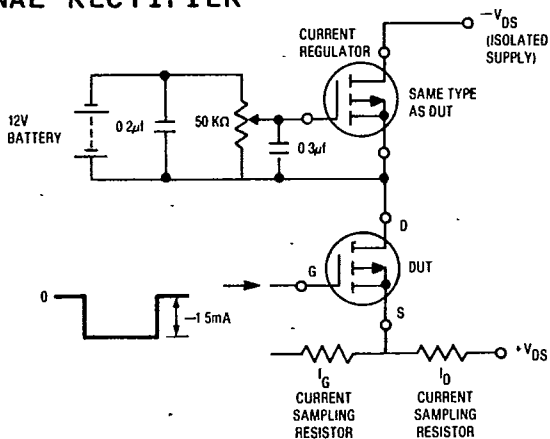 NAL RECTIFIER
−VDS
(ISOLATED
SUPPLY)
CURRENT
REGULATOR
SAME TYPE
AS DUT
12V
BATTERY
0 2µf
50 KΩ
0 3µf
D
DUT
G
S
0
−1 5mA
+VDS
IG
CURRENT
SAMPLING
RESISTOR
ID
CURRENT
SAMPLING
RESISTOR